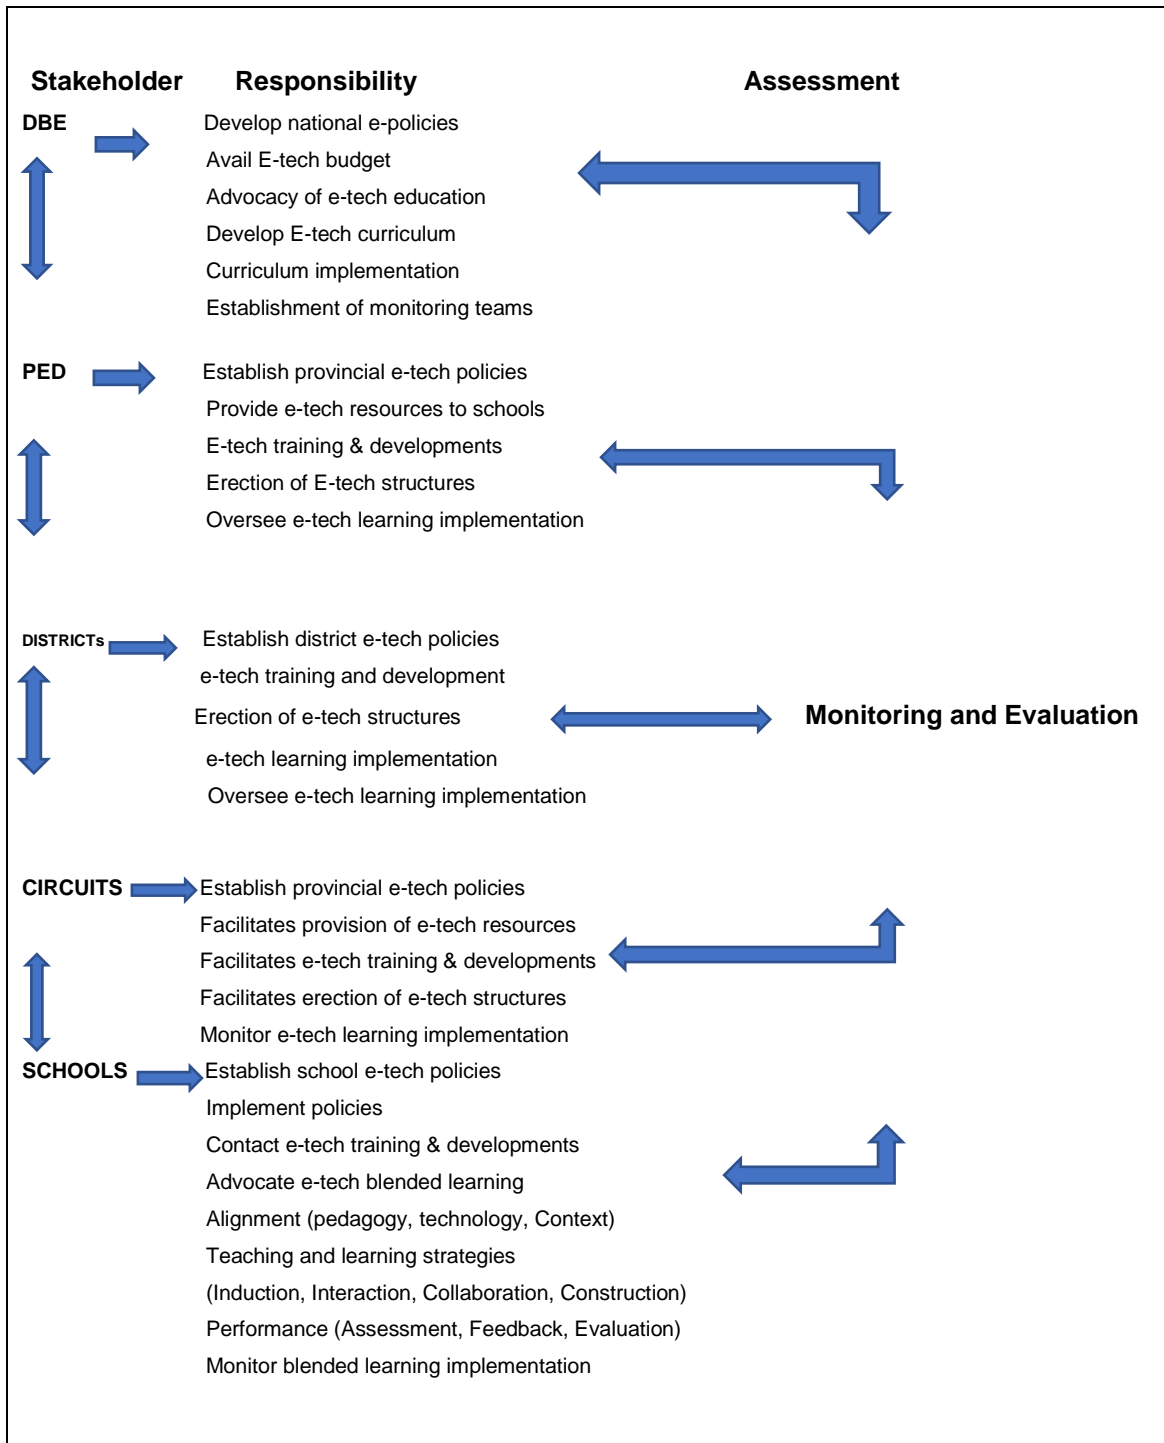 Stakeholder Responsibility Assessment
DBE Develop national e-policies
Avail E-tech budget
Advocacy of e-tech education
Develop E-tech curriculum
Curriculum implementation
Establishment of monitoring teams
PED Establish provincial e-tech policies
Provide e-tech resources to schools
E-tech training & developments
Erection of E-tech structures
Oversee e-tech learning implementation
DISTRICTs Establish district e-tech policies
e-tech training and development
Erection of e-tech structures Monitoring and Evaluation
e-tech learning implementation
Oversee e-tech learning implementation
CIRCUITS Establish provincial e-tech policies
Facilitates provision of e-tech resources
Facilitates e-tech training & developments
Facilitates erection of e-tech structures
Monitor e-tech learning implementation
SCHOOLS Establish school e-tech policies
Implement policies
Contact e-tech training & developments
Advocate e-tech blended learning
Alignment (pedagogy, technology, Context)
Teaching and learning strategies
(Induction, Interaction, Collaboration, Construction)
Performance (Assessment, Feedback, Evaluation)
Monitor blended learning implementation